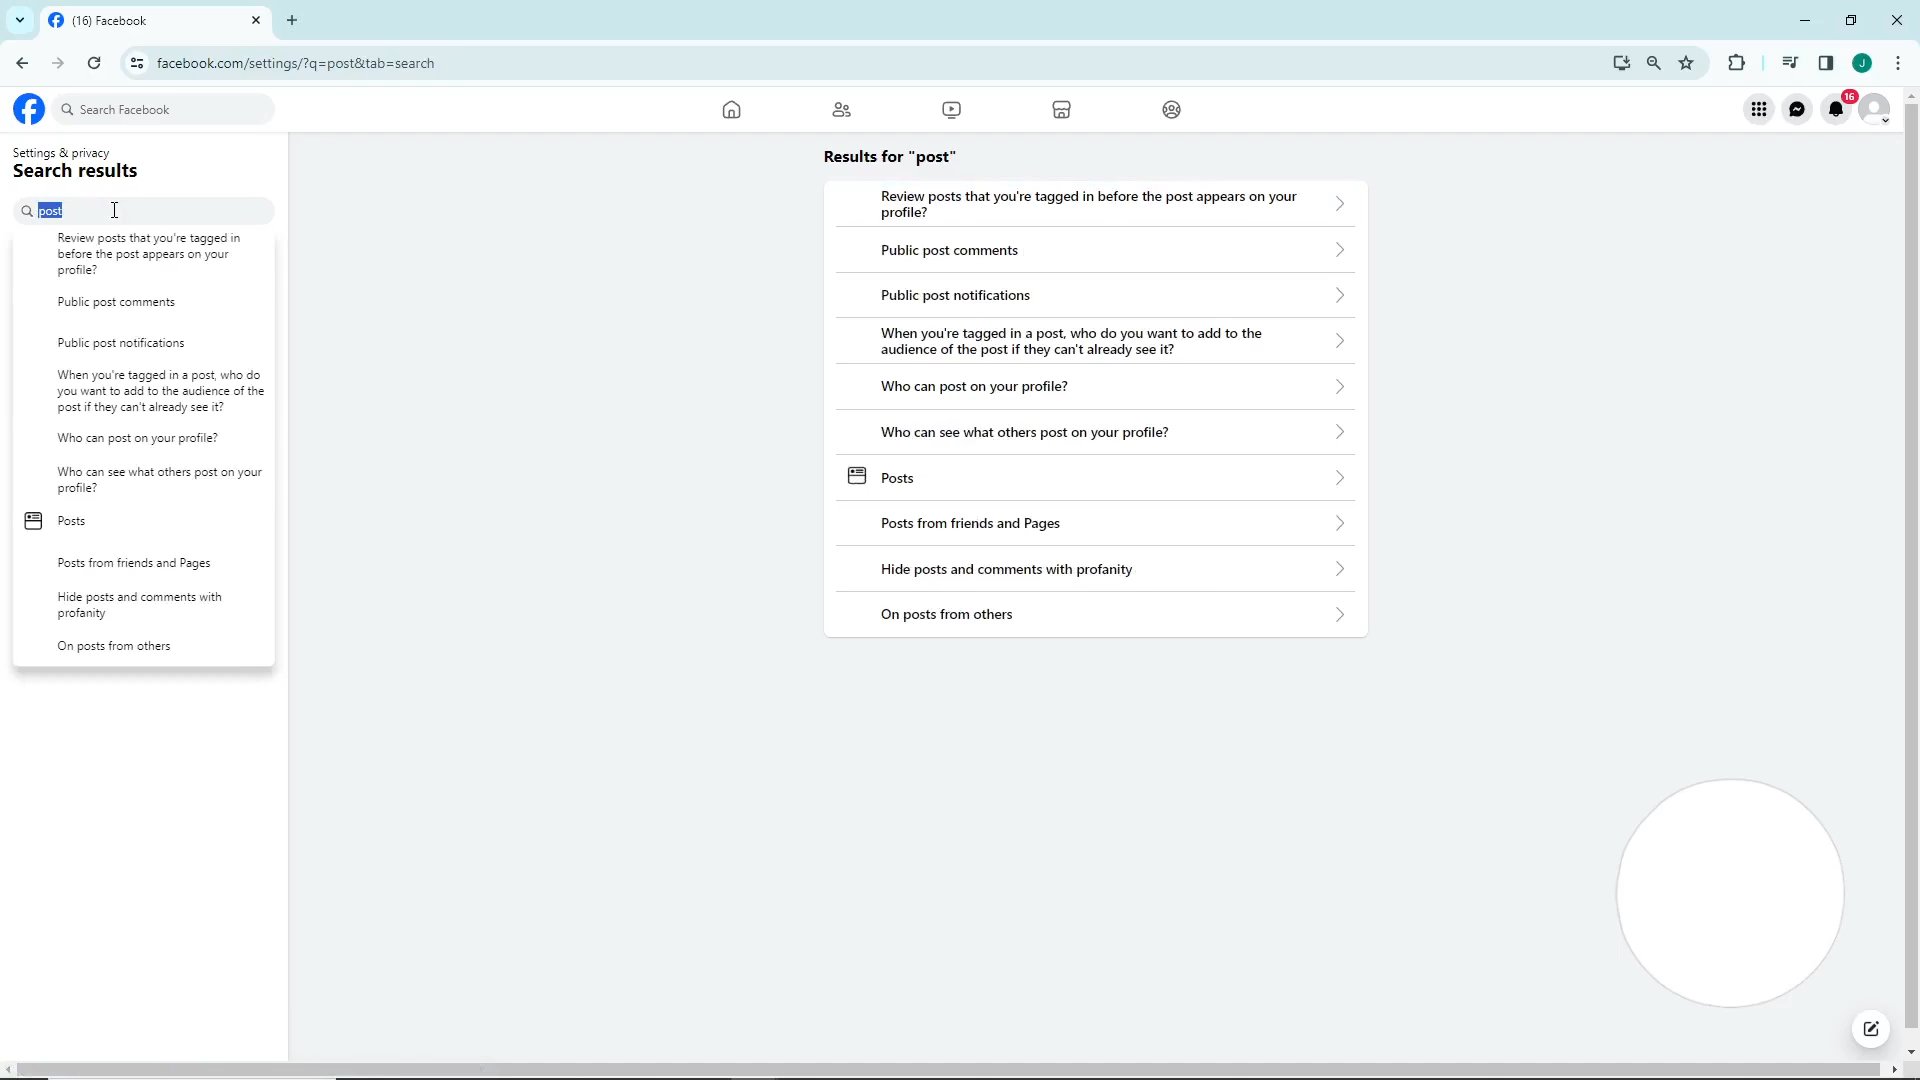 (16) Facebook
facebook.com/settings/?q=post&tab=search
J
Search Facebook
16
Settings & privacy
Search results
post
Review posts that you're tagged in
before the post appears on your
profile?
Public post comments
Public post notifications
When you're tagged in a post, who do
you want to add to the audience of the
post if they can't already see it?
Who can post on your profile?
Who can see what others post on your
profile?
Posts
Posts from friends and Pages
Hide posts and comments with
profanity
On posts from others
Results for "post"
Review posts that you're tagged in before the post appears on your
profile?
Public post comments
Public post notifications
When you're tagged in a post, who do you want to add to the
audience of the post if they can't already see it?
Who can post on your profile?
Who can see what others post on your profile?
Posts
Posts from friends and Pages
Hide posts and comments with profanity
On posts from others